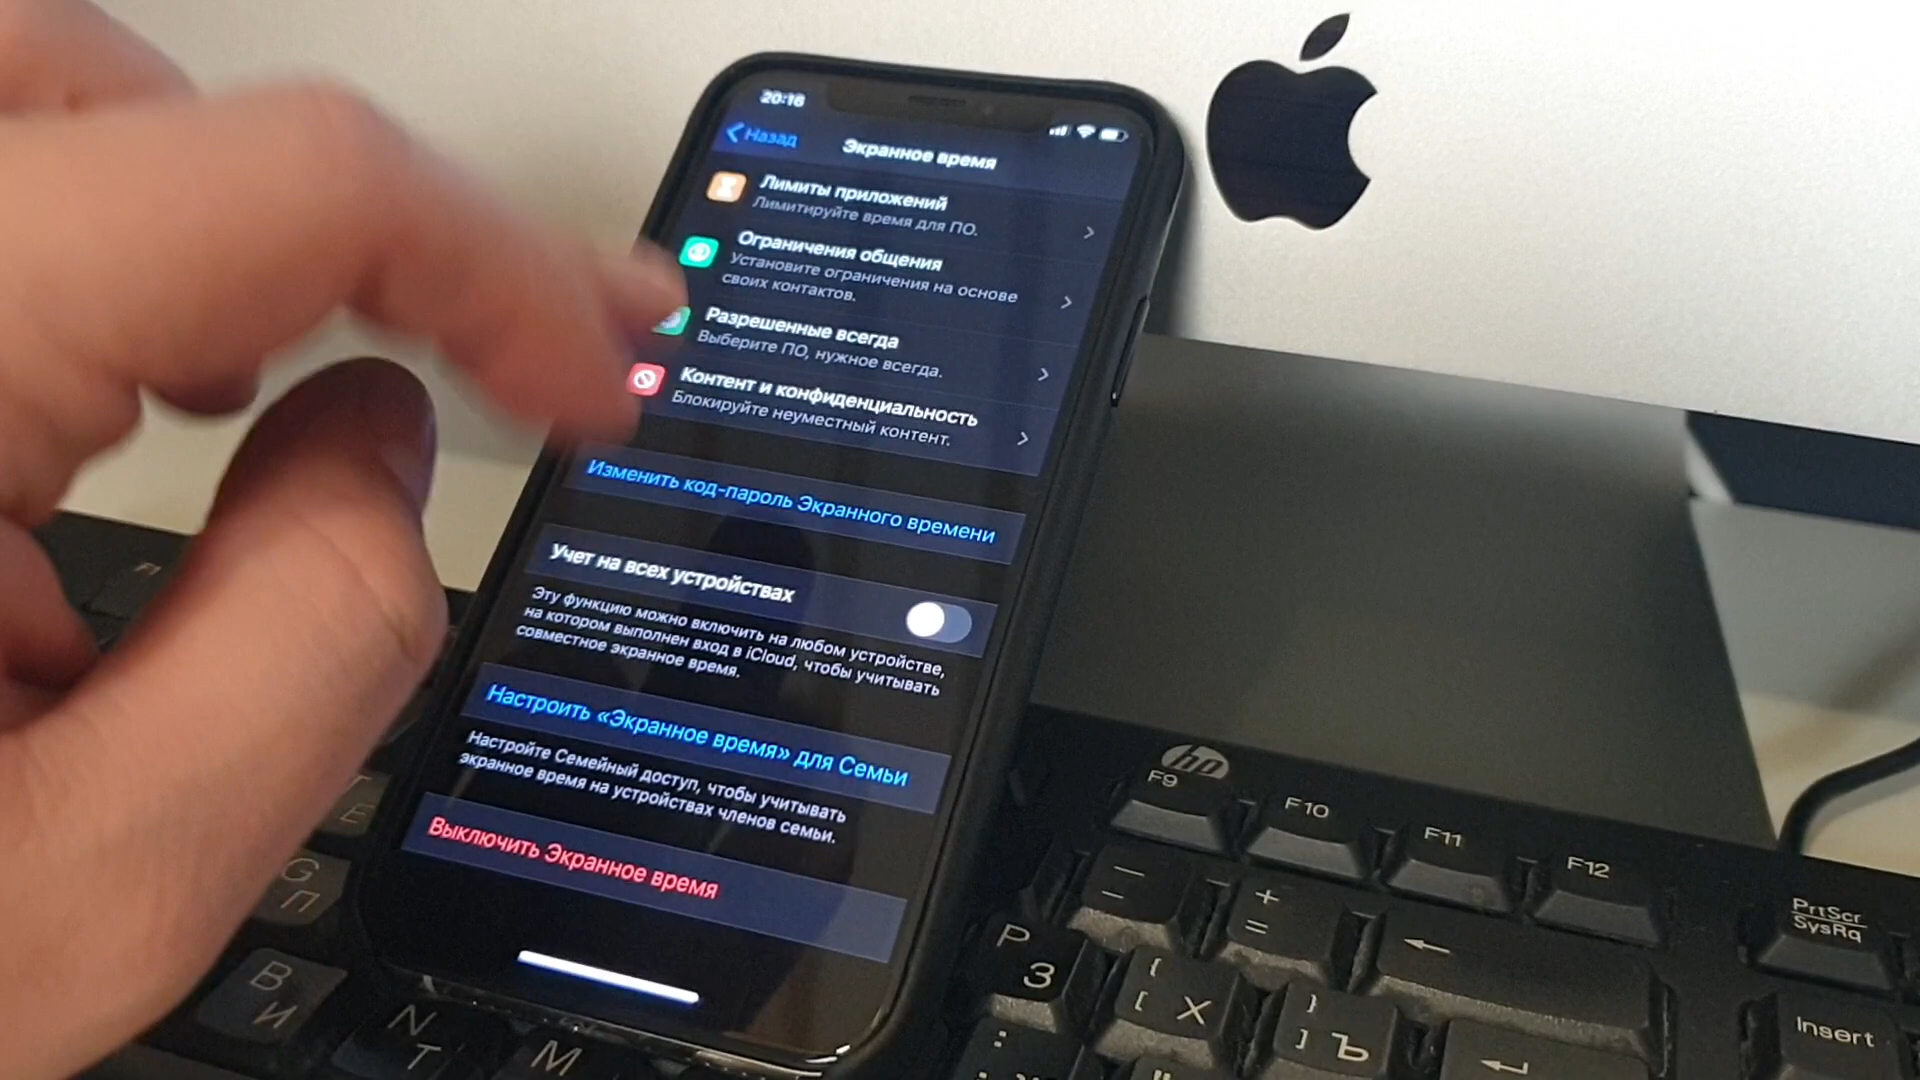 20:16
Назад
Экранное время
Лимиты приложений
Лимитируйте время для ПО.
Ограничения общения
Установите ограничения на основе
своих контактов.
Разрешенные всегда
Выберите ПО, нужное всегда.
Контент и конфиденциальность
Блокируйте неуместный контент.
Изменить код-пароль Экранного времени
Учет на всех устройствах
Эту функцию можно включить на любом устройстве,
на котором выполнен вход в iCloud, чтобы учитывать
совместное экранное время.
Настроить «Экранное время» для Семьи
Настройте Семейный доступ, чтобы учитывать
экранное время на устройствах членов семьи.
Выключить Экранное время
hp
F1
F9
F10
F11
F12
PrtScr
SysRq
— + 
- =
←
E
G
П
P
З
{
[ Х
}
] Ъ
Insert
B
И
N
Т
M
:
;
"